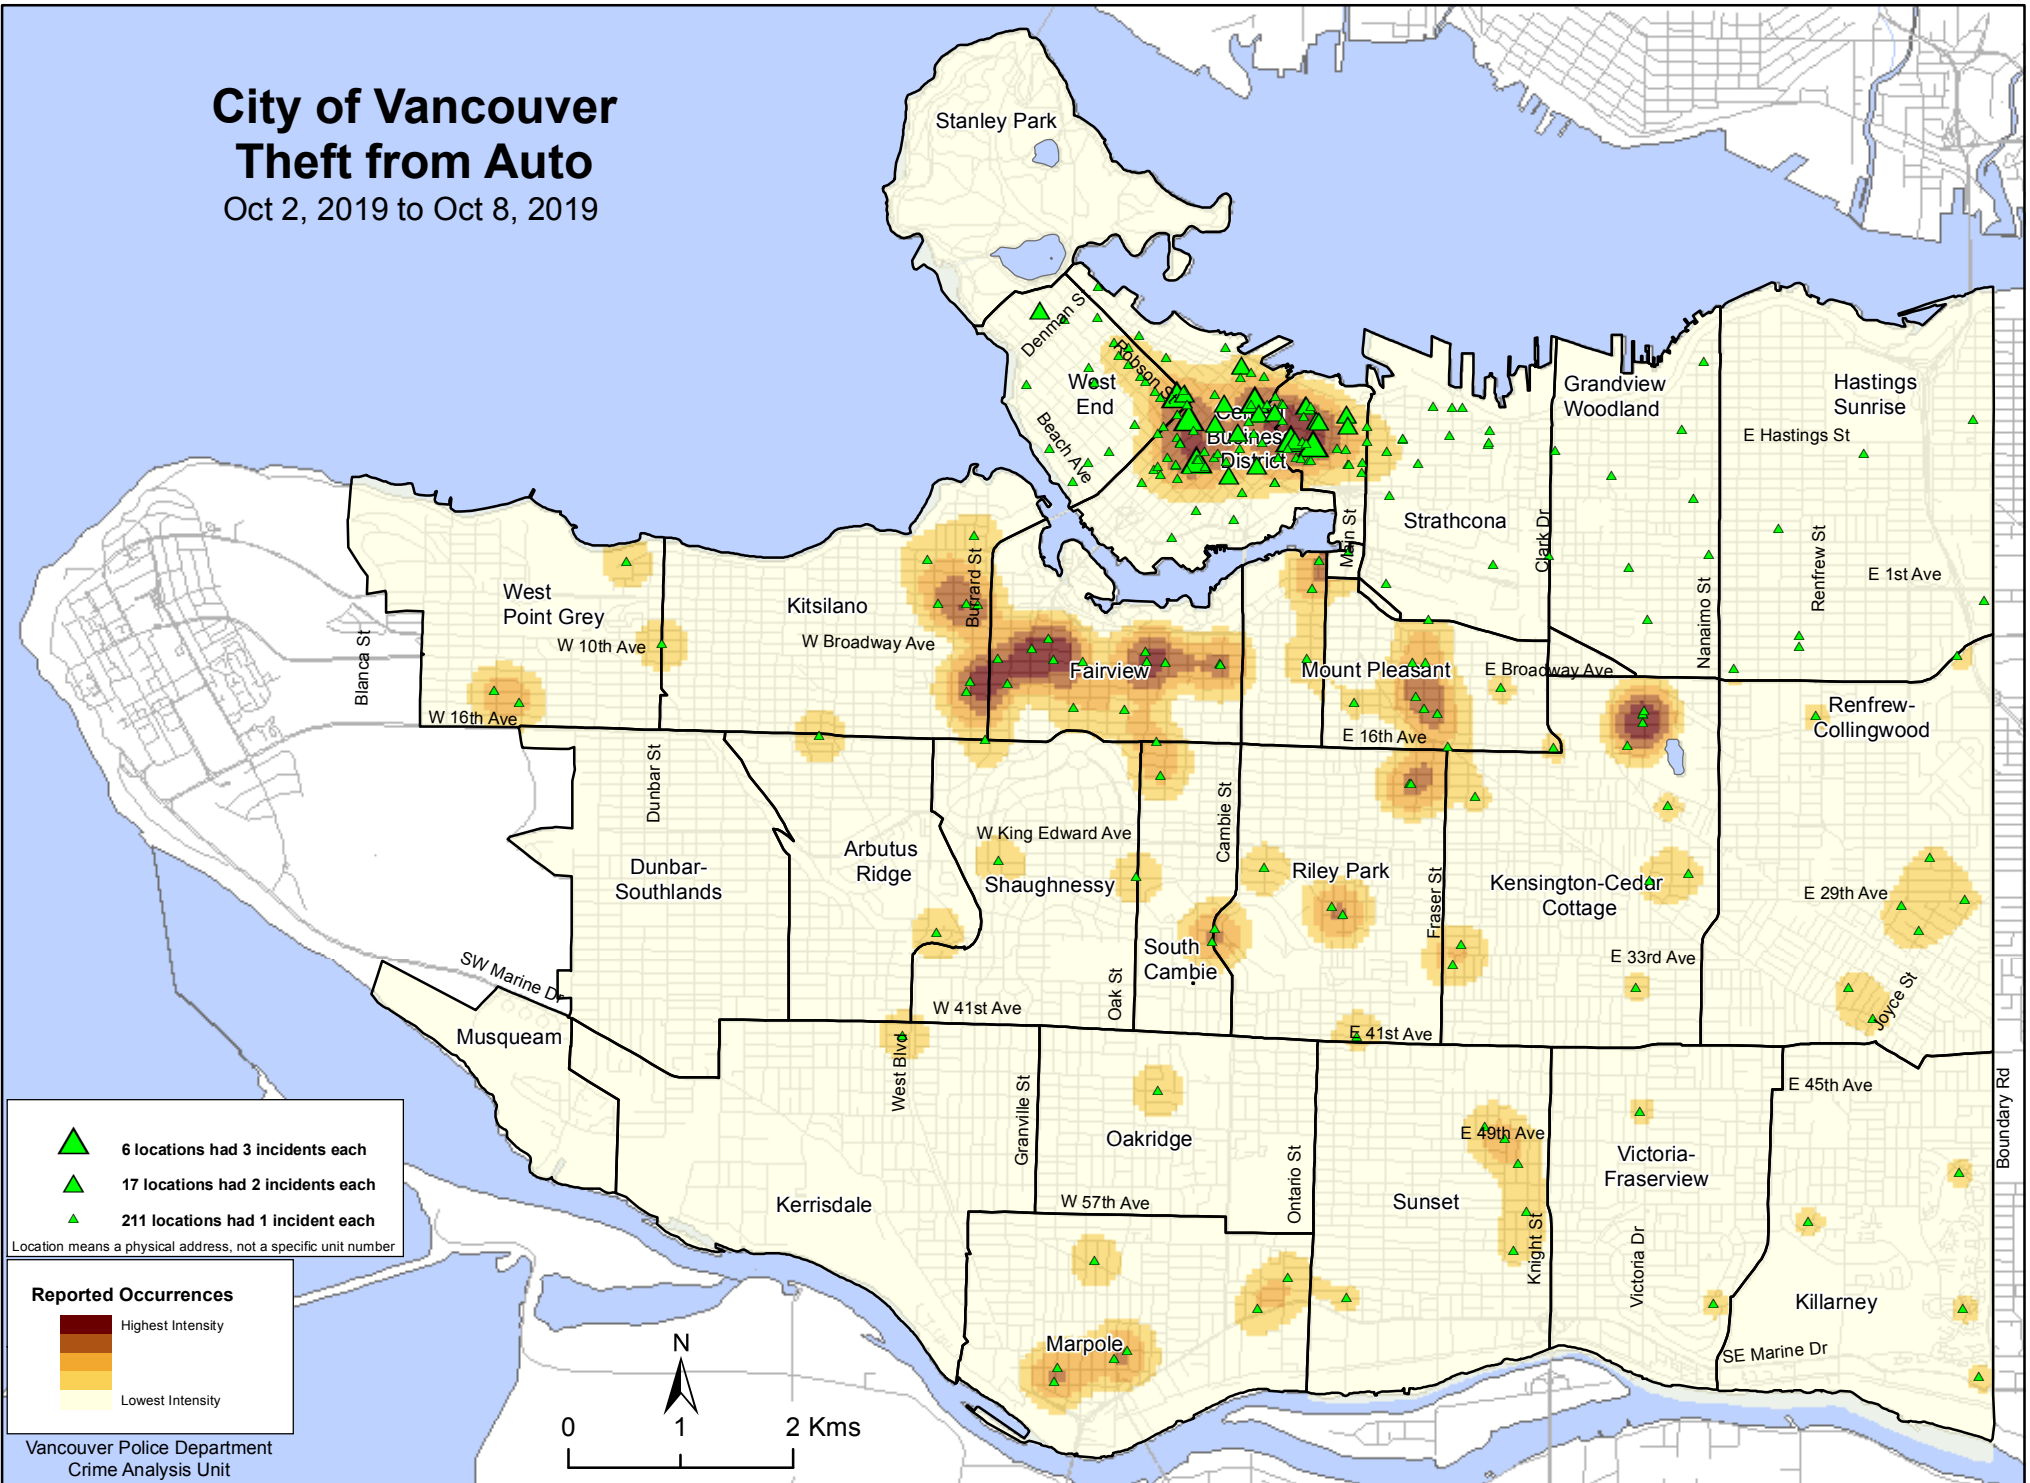 City of Vancouver
Theft from Auto
Oct 2, 2019 to Oct 8, 2019
Stanley Park
Denman St
Robson St
West
End
Beach Ave
Central
Business
District
Grandview
Woodland
Hastings
Sunrise
E Hastings St
Strathcona
Main St
Clark Dr
Nanaimo St
Renfrew St
E 1st Ave
West
Point Grey
Kitsilano
Burrard St
W 10th Ave
W Broadway Ave
Blanca St
Fairview
Mount Pleasant
E Broadway Ave
W 16th Ave
E 16th Ave
Renfrew-
Collingwood
Dunbar St
Cambie St
W King Edward Ave
Arbutus
Ridge
Dunbar-
Southlands
Shaughnessy
Riley Park
Fraser St
Kensington-Cedar
Cottage
E 29th Ave
South
Cambie
E 33rd Ave
SW Marine Dr
Oak St
W 41st Ave
E 41st Ave
Joyce St
Musqueam
West Blvd
Granville St
E 45th Ave
Boundary Rd
Oakridge
E 49th Ave
Victoria-
Fraserview
Ontario St
W 57th Ave
Kerrisdale
Sunset
Knight St
Victoria Dr
Killarney
Marpole
SE Marine Dr
6 locations had 3 incidents each
17 locations had 2 incidents each
211 locations had 1 incident each
Location means a physical address, not a specific unit number
Reported Occurrences
Highest Intensity
Lowest Intensity
Vancouver Police Department
Crime Analysis Unit
N
0 1 2 Kms